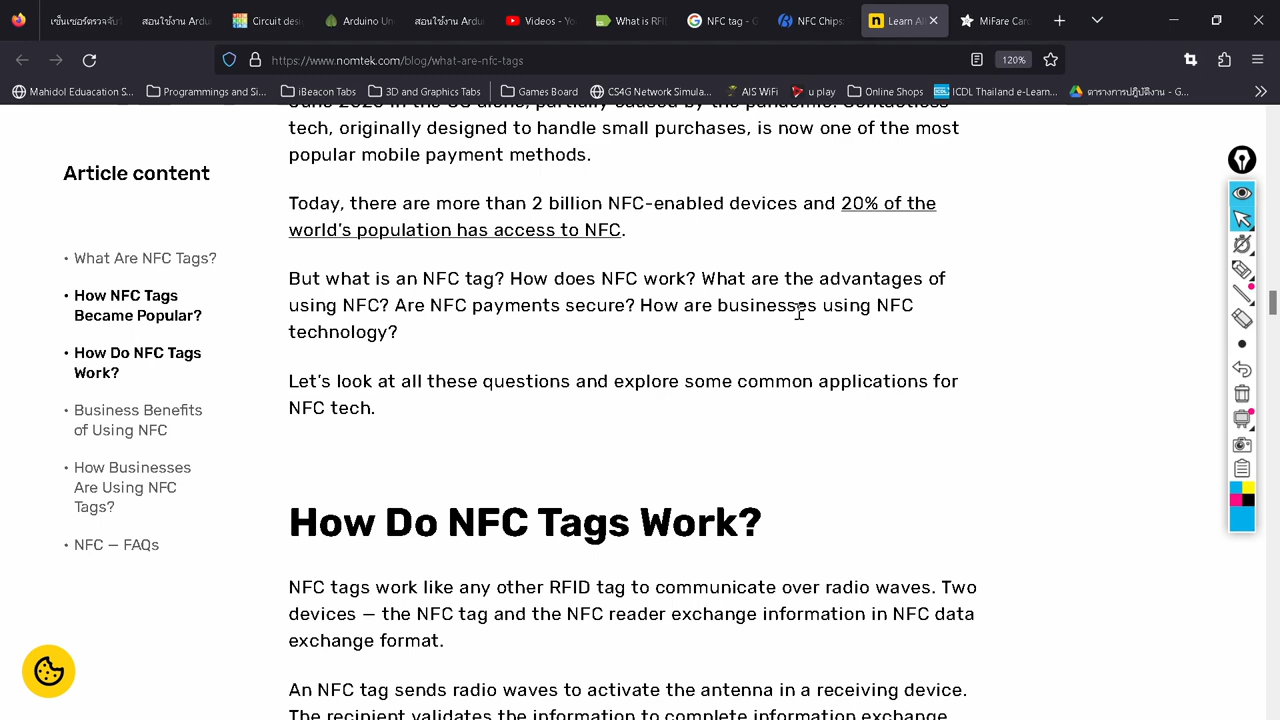 เซ็นเซอร์ตรวจจับ
สอนใช้งาน Ardu
Circuit desi
Arduino Un
สอนใช้งาน Ardu
Videos - Yo
What is RFI
NFC tag - G
NFC Chips:
Learn Al
MiFare Card
https://www.nomtek.com/blog/what-are-nfc-tags
120%
Mahidol Eduacation S...
Programming and Si...
iBeacon Tabs
3D and Graphics Tabs
Games Board
CS4G Network Simula...
AIS WiFi
u play
Online Shops
ICDL Thailand e-Learn...
ตารางการปฏิบัติงาน - G...
Article content
What Are NFC Tags?
How NFC Tags
Became Popular?
How Do NFC Tags
Work?
Business Benefits
of Using NFC
How Businesses
Are Using NFC
Tags?
NFC — FAQs
June 2020 in the US alone, partially caused by the pandemic. Contactless
tech, originally designed to handle small purchases, is now one of the most
popular mobile payment methods.
Today, there are more than 2 billion NFC-enabled devices and 20% of the
world's population has access to NFC.
But what is an NFC tag? How does NFC work? What are the advantages of
using NFC? Are NFC payments secure? How are businesses using NFC
technology?
Let's look at all these questions and explore some common applications for
NFC tech.
How Do NFC Tags Work?
NFC tags work like any other RFID tag to communicate over radio waves. Two
devices — the NFC tag and the NFC reader exchange information in NFC data
exchange format.
An NFC tag sends radio waves to activate the antenna in a receiving device.
The recipient validates the information to complete information exchange.